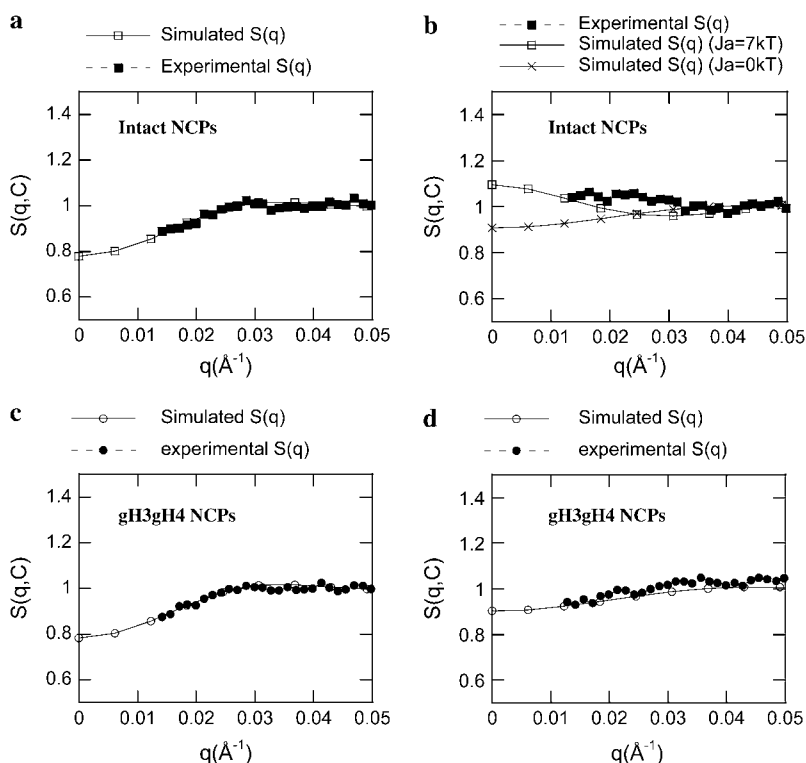 a
Simulated S(q)
Experimental S(q)
Intact NCPs
S(q,C)
1.4
1.2
1
0.8
0.6
0 0.01 0.02 0.03 0.04 0.05
q(Å⁻¹)
b
Experimental S(q)
Simulated S(q) (Ja=7kT)
Simulated S(q) (Ja=0kT)
Intact NCPs
S(q,C)
1.4
1.2
1
0.8
0.6
0 0.01 0.02 0.03 0.04 0.05
q(Å⁻¹)
c
Simulated S(q)
experimental S(q)
gH3gH4 NCPs
S(q,C)
1.4
1.2
1
0.8
0.6
0 0.01 0.02 0.03 0.04 0.05
q(Å⁻¹)
d
Simulated S(q)
experimental S(q)
gH3gH4 NCPs
S(q,C)
1.4
1.2
1
0.8
0.6
0 0.01 0.02 0.03 0.04 0.05
q(Å⁻¹)